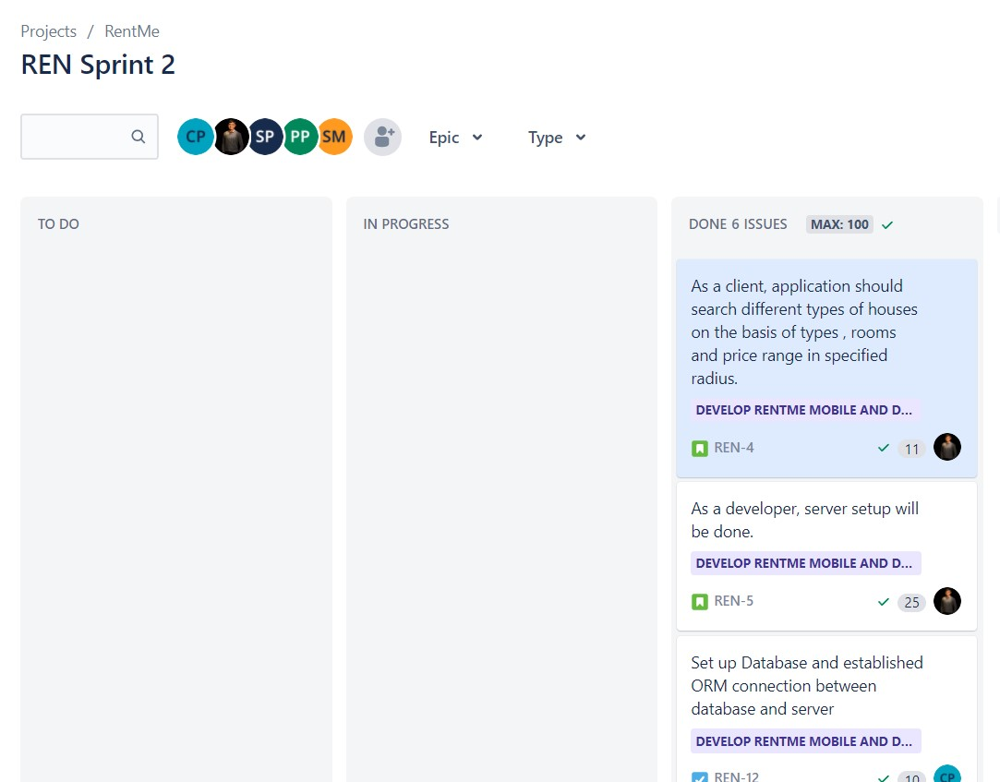 Projects / RentMe
REN Sprint 2
CP SP PP SM Epic Type
TO DO
IN PROGRESS
DONE 6 ISSUES MAX: 100
As a client, application should
search different types of houses
on the basis of types , rooms
and price range in specified
radius.
DEVELOP RENTME MOBILE AND D...
REN-4 11
As a developer, server setup will
be done.
DEVELOP RENTME MOBILE AND D...
REN-5 25
Set up Database and established
ORM connection between
database and server
DEVELOP RENTME MOBILE AND D...
REN-12 10 CP